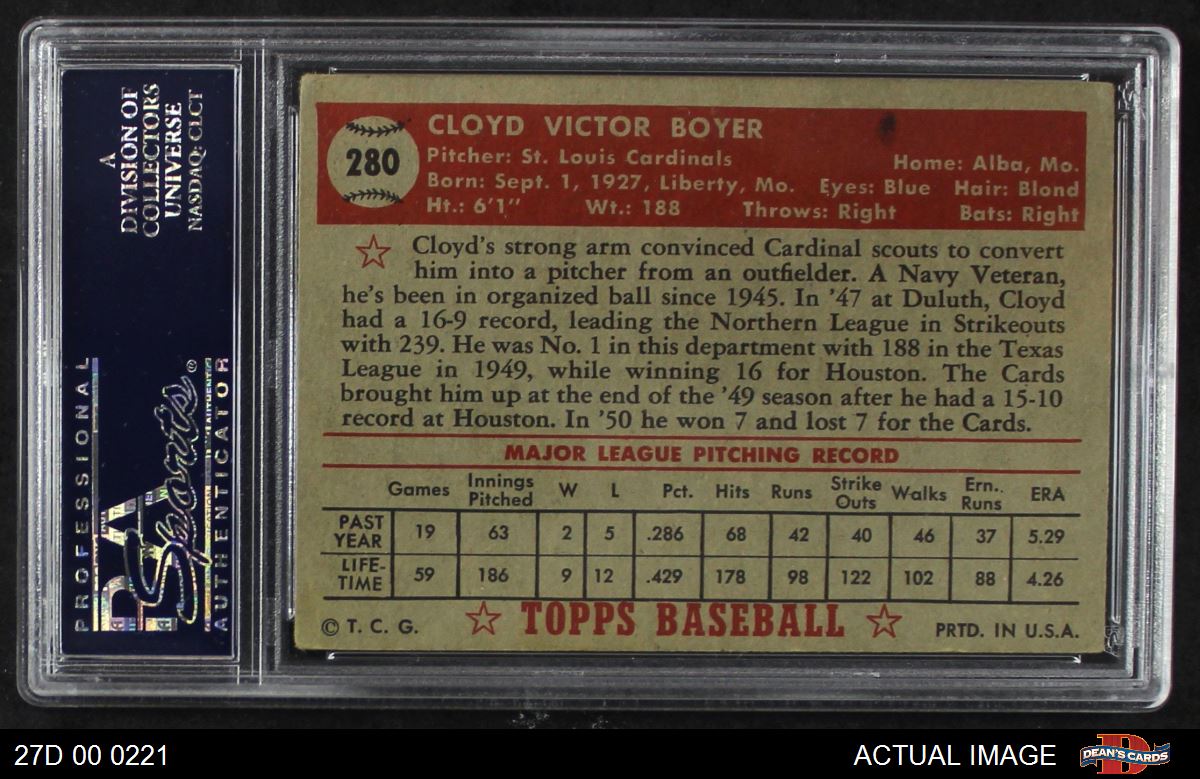 A
DIVISION OF
COLLECTORS
UNIVERSE
NASDAQ: CLCT
PROFESSIONAL
PSA
Sports
AUTHENTICATOR
®
280
CLOYD VICTOR BOYER
Pitcher: St. Louis Cardinals Home: Alba, Mo.
Born: Sept. 1, 1927, Liberty, Mo. Eyes: Blue Hair: Blond
Ht.: 6'1" Wt.: 188 Throws: Right Bats: Right
Cloyd's strong arm convinced Cardinal scouts to convert
him into a pitcher from an outfielder. A Navy Veteran,
he's been in organized ball since 1945. In '47 at Duluth, Cloyd
had a 16-9 record, leading the Northern League in Strikeouts
with 239. He was No. 1 in this department with 188 in the Texas
League in 1949, while winning 16 for Houston. The Cards
brought him up at the end of the '49 season after he had a 15-10
record at Houston. In '50 he won 7 and lost 7 for the Cards.
MAJOR LEAGUE PITCHING RECORD
Games Innings Pitched W L Pct. Hits Runs Strike Outs Walks Ern. Runs ERA
PAST YEAR 19 63 2 5 .286 68 42 40 46 37 5.29
LIFE-TIME 59 186 9 12 .429 178 98 122 102 88 4.26
© T. C. G. TOPPS BASEBALL PRTD. IN U.S.A.
27D 00 0221 ACTUAL IMAGE DEAN'S CARDS